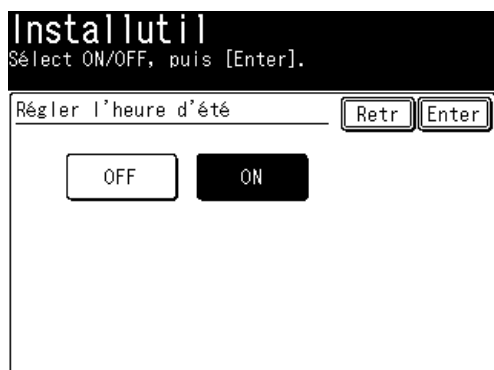 Installutil
Sélect ON/OFF, puis [Enter].
Régler l'heure d'été
Retr
Enter
OFF
ON